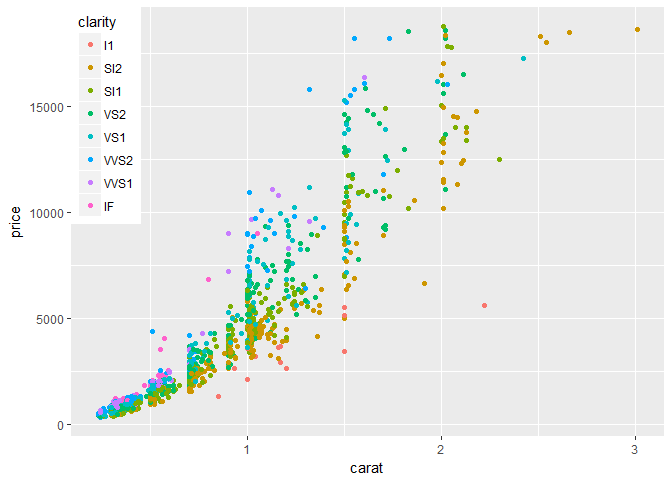 clarity
I1
SI2
SI1
VS2
VS1
VVS2
VVS1
IF
15000
10000
5000
0
price
1
2
3
carat